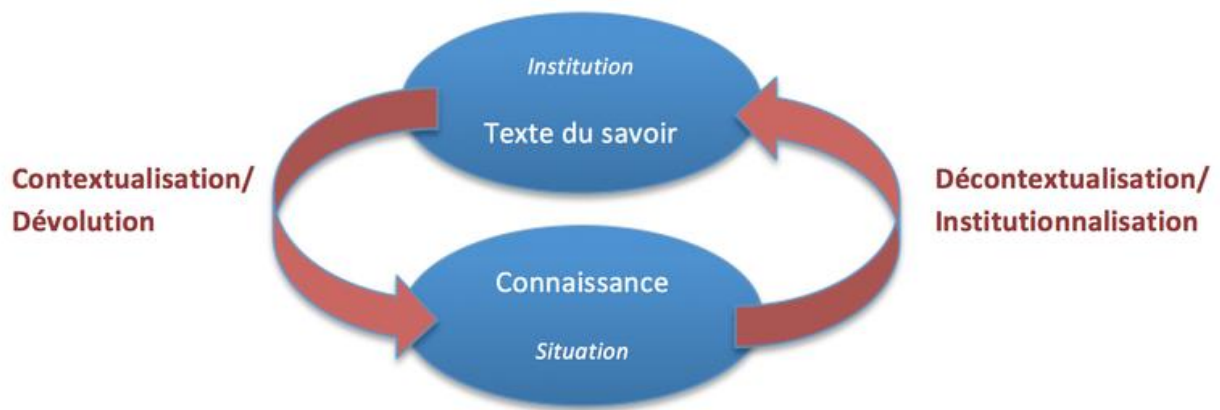 Institution
Texte du savoir
Contextualisation/
Dévolution
Décontextualisation/
Institutionnalisation
Connaissance
Situation